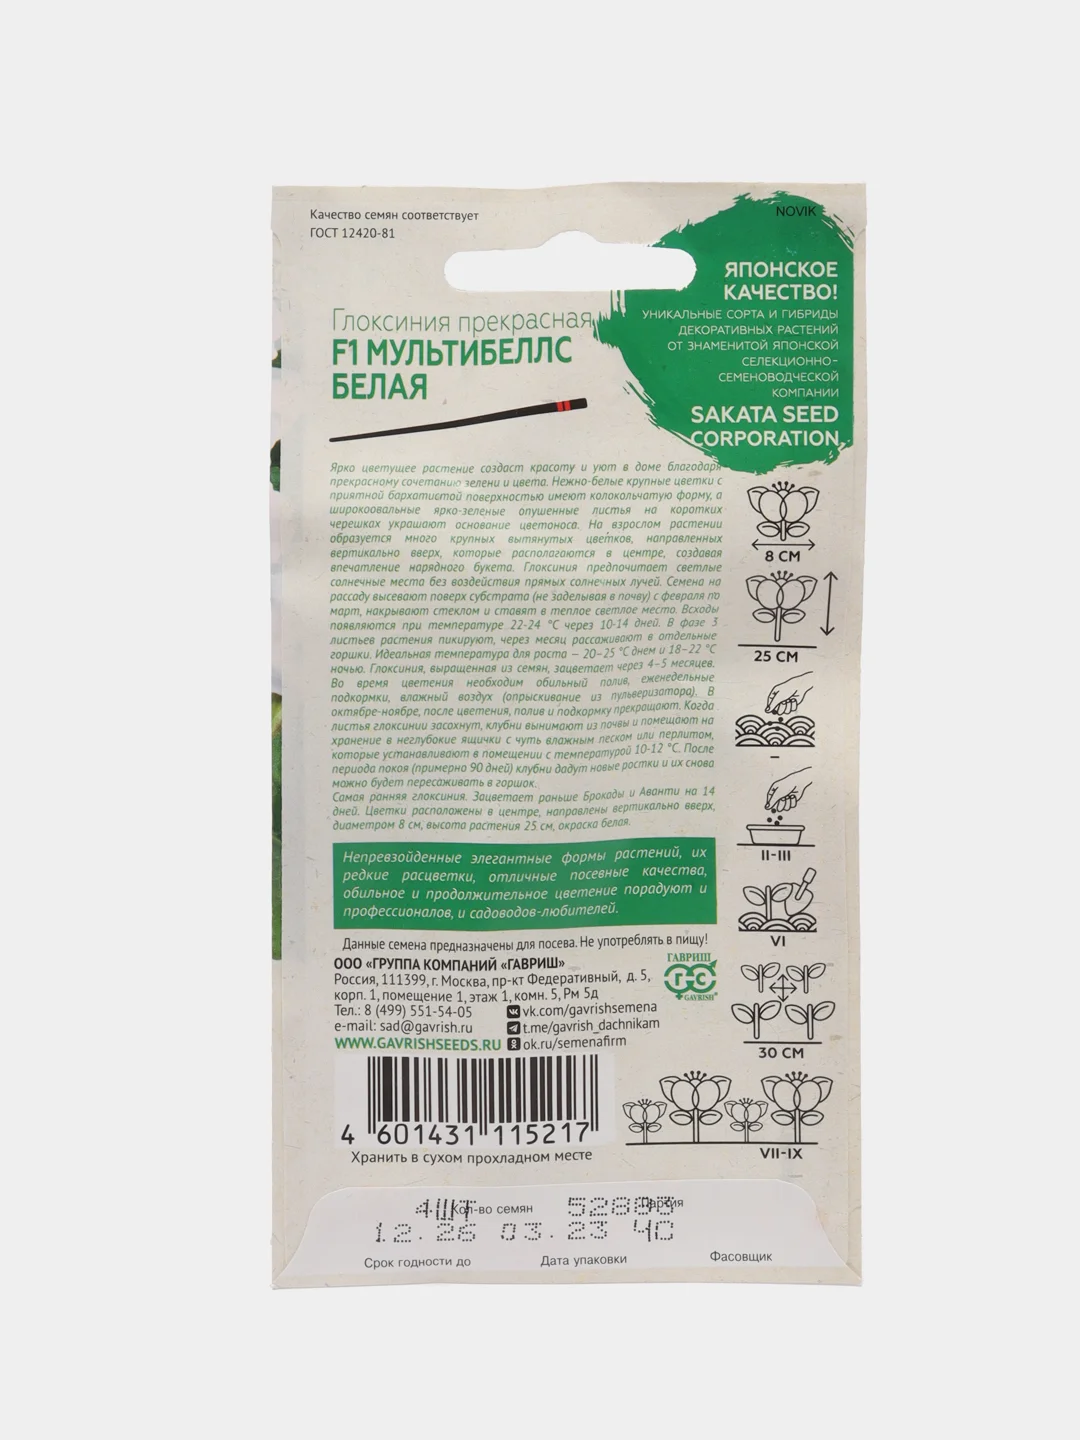 Качество семян соответствует
ГОСТ 12420-81
NOVIK
ЯПОНСКОЕ
КАЧЕСТВО!
УНИКАЛЬНЫЕ СОРТА И ГИБРИДЫ
ДЕКОРАТИВНЫХ РАСТЕНИЙ
ОТ ЗНАМЕНИТОЙ ЯПОНСКОЙ
СЕЛЕКЦИОННО-
СЕМЕНОВОДЧЕСКОЙ
КОМПАНИИ
SAKATA SEED
CORPORATION
Глоксиния прекрасная
F1 МУЛЬТИБЕЛЛС
БЕЛАЯ
Ярко цветущее растение создаст красоту и уют в доме благодаря
прекрасному сочетанию зелени и цвета. Нежно-белые крупные цветки с
приятной бархатистой поверхностью имеют колокольчатую форму, а
широкоовальные ярко-зеленые опушенные листья на коротких
черешках украшают основание цветоноса. На взрослом растении
образуется много крупных вытянутых цветков, направленных
вертикально вверх, которые располагаются в центре, создавая
впечатление нарядного букета. Глоксиния предпочитает светлые
солнечные места без воздействия прямых солнечных лучей. Семена на
рассаду высевают поверх субстрата (не заделывая в почву) с февраля по
март, накрывают стеклом и ставят в теплое светлое место. Всходы
появляются при температуре 22-24 °С через 10-14 дней. В фазе 3
листьев растения пикируют, через месяц рассаживают в отдельные
горшки. Идеальная температура для роста — 20–25 °С днем и 18–22 °С
ночью. Глоксиния, выращенная из семян, зацветает через 4–5 месяцев.
Во время цветения необходим обильный полив, еженедельные
подкормки, влажный воздух (опрыскивание из пульверизатора). В
октябре-ноябре, после цветения, полив и подкормку прекращают. Когда
листья глоксинии засохнут, клубни вынимают из почвы и помещают на
хранение в неглубокие ящички с чуть влажным песком или перлитом,
которые устанавливают в помещении с температурой 10-12 °С. После
периода покоя (примерно 90 дней) клубни дадут новые ростки и их снова
можно будет пересаживать в горшок.
Самая ранняя глоксиния. Зацветает раньше Брокады и Аванти на 14
дней. Цветки расположены в центре, направлены вертикально вверх,
диаметром 8 см, высота растения 25 см, окраска белая.
8 СМ
25 СМ
–
II-III
VI
30 СМ
VII-IX
Непревзойденные элегантные формы растений, их
редкие расцветки, отличные посевные качества,
обильное и продолжительное цветение порадуют и
профессионалов, и садоводов-любителей.
Данные семена предназначены для посева. Не употреблять в пищу!
ООО «ГРУППА КОМПАНИЙ «ГАВРИШ»
Россия, 111399, г. Москва, пр-кт Федеративный, д. 5,
корп. 1, помещение 1, этаж 1, комн. 5, Рм 5д
Тел.: 8 (499) 551-54-05
e-mail: sad@gavrish.ru
WWW.GAVRISHSEEDS.RU
vk.com/gavrishsemena
t.me/gavrish_dachnikam
ok.ru/semenafirm
ГАВРИШ
ГС
GAVRISH®
4 601431 115217
Хранить в сухом прохладном месте
4ШТ Кол-во семян Партия
12.26 03.23 ЧС
Срок годности до Дата упаковки Фасовщик